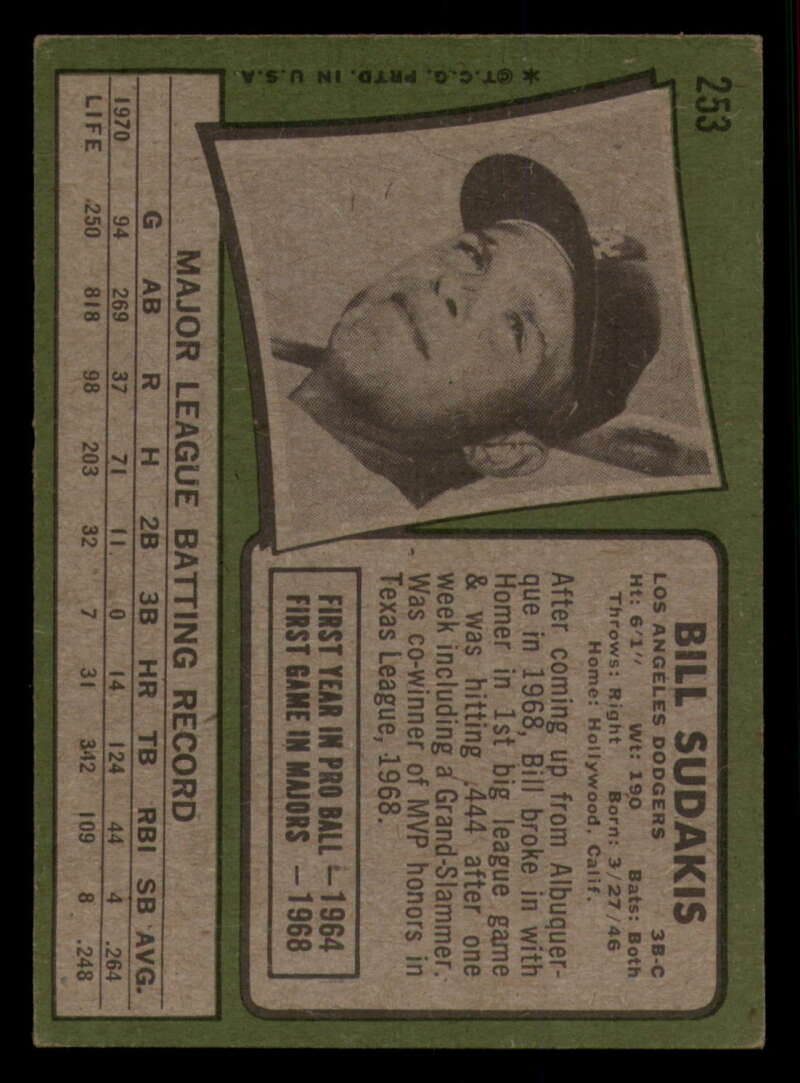 253
BILL SUDAKIS
LOS ANGELES DODGERS 3B-C
Ht: 6'1" Wt: 190 Bats: Both
Throws: Right Born: 3/27/46
Home: Hollywood, Calif.
After coming up from Albuquer-
que in 1968, Bill broke in with
Homer in 1st big league game
& was hitting .444 after one
week including a Grand-Slammer.
Was co-winner of MVP honors in
Texas League, 1968.
FIRST YEAR IN PRO BALL – 1964
FIRST GAME IN MAJORS – 1968
MAJOR LEAGUE BATTING RECORD
G AB R H 2B 3B HR TB RBI SB AVG.
1970 94 269 37 71 11 0 14 124 44 4 .264
LIFE 250 818 98 203 32 7 31 342 109 8 .248
* ©T.C.G. PRTD. IN U.S.A